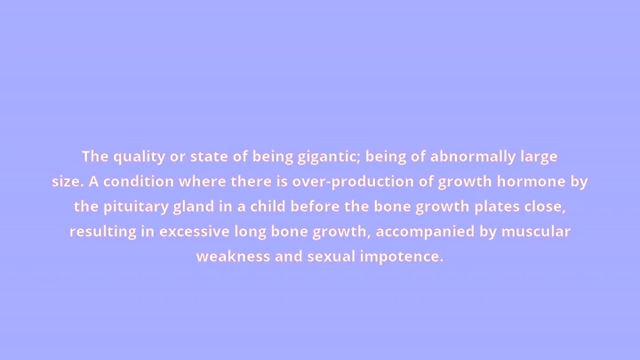 The quality or state of being gigantic; being of abnormally large
size. A condition where there is over-production of growth hormone by
the pituitary gland in a child before the bone growth plates close,
resulting in excessive long bone growth, accompanied by muscular
weakness and sexual impotence.